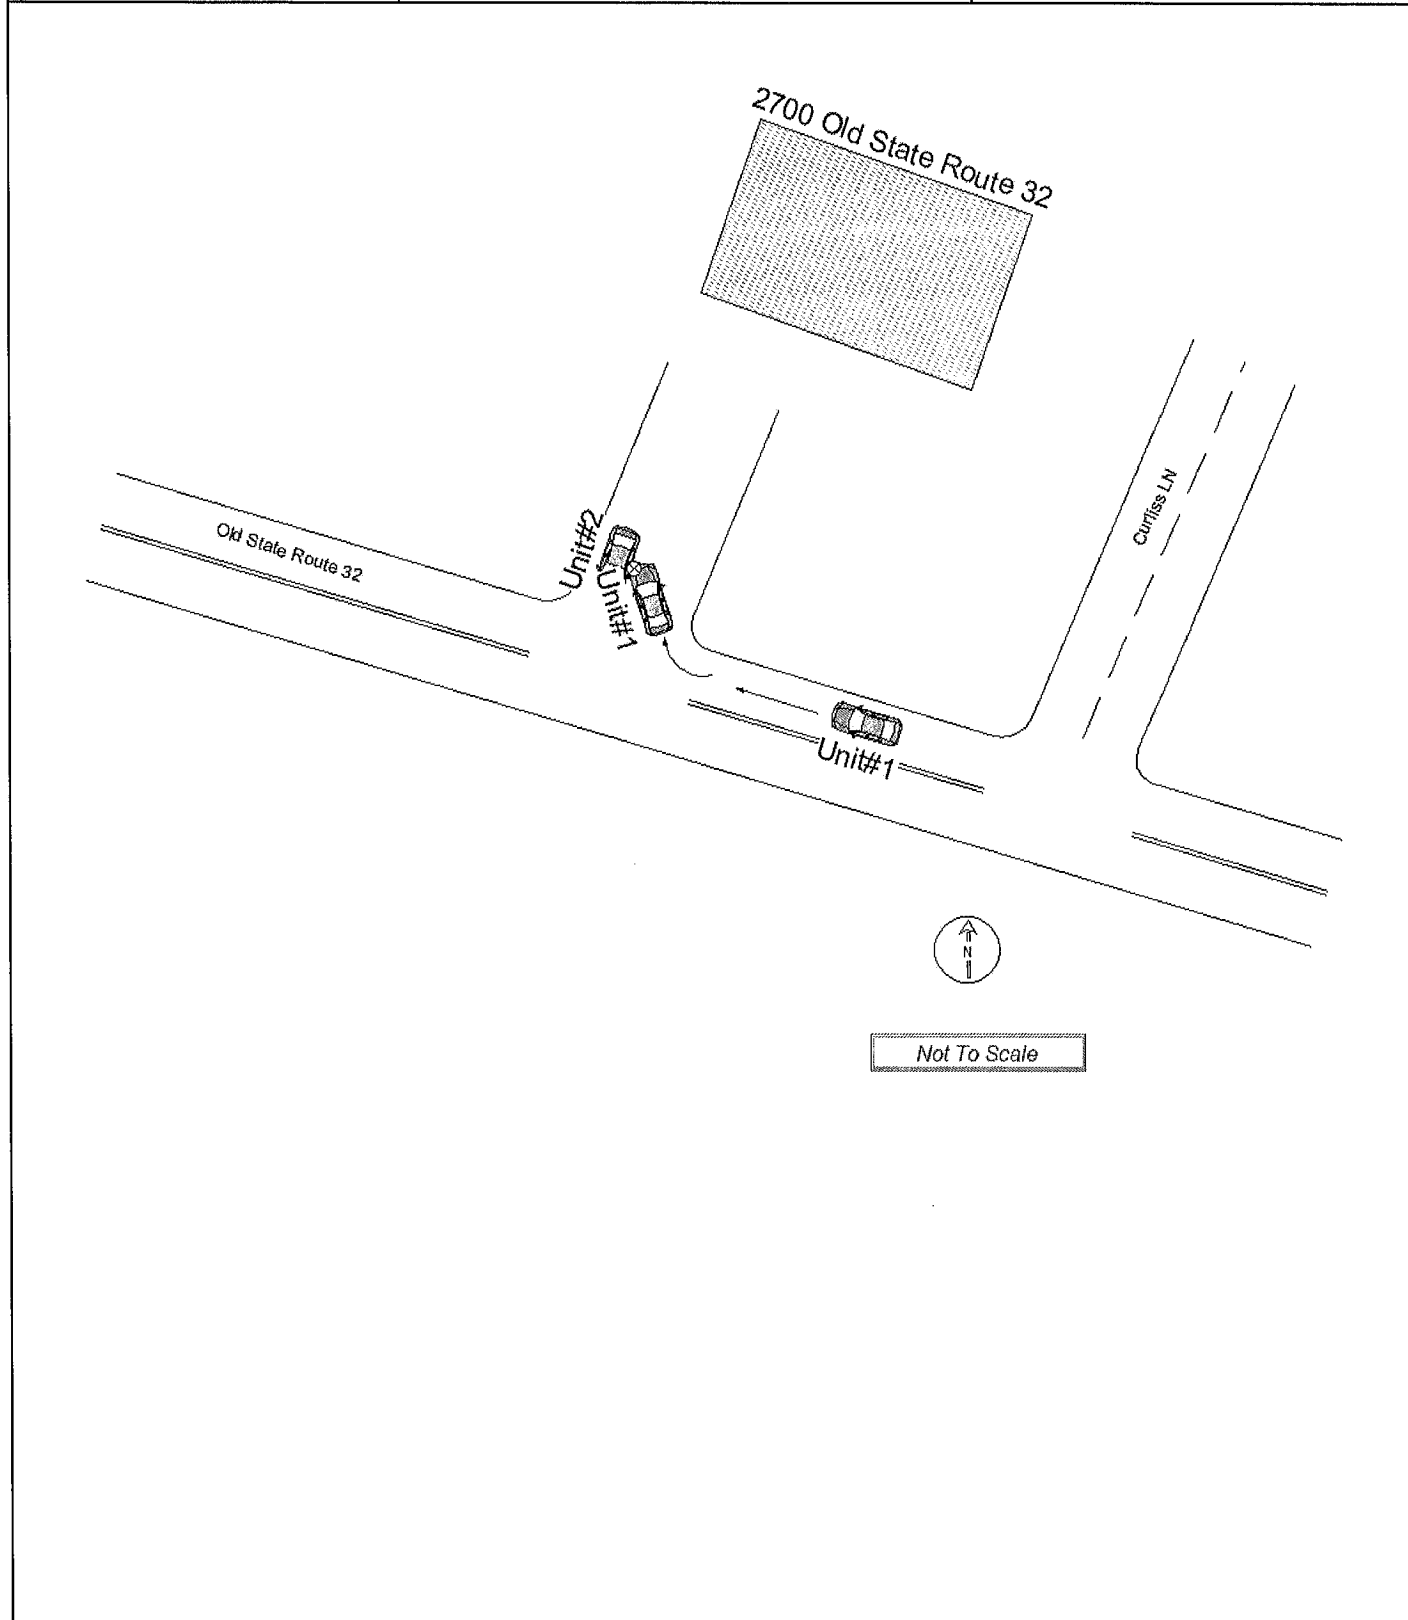 2700 Old State Route 32
Curtiss LN
Old State Route 32
Unit#2
Unit#1
Unit#1
N
Not To Scale